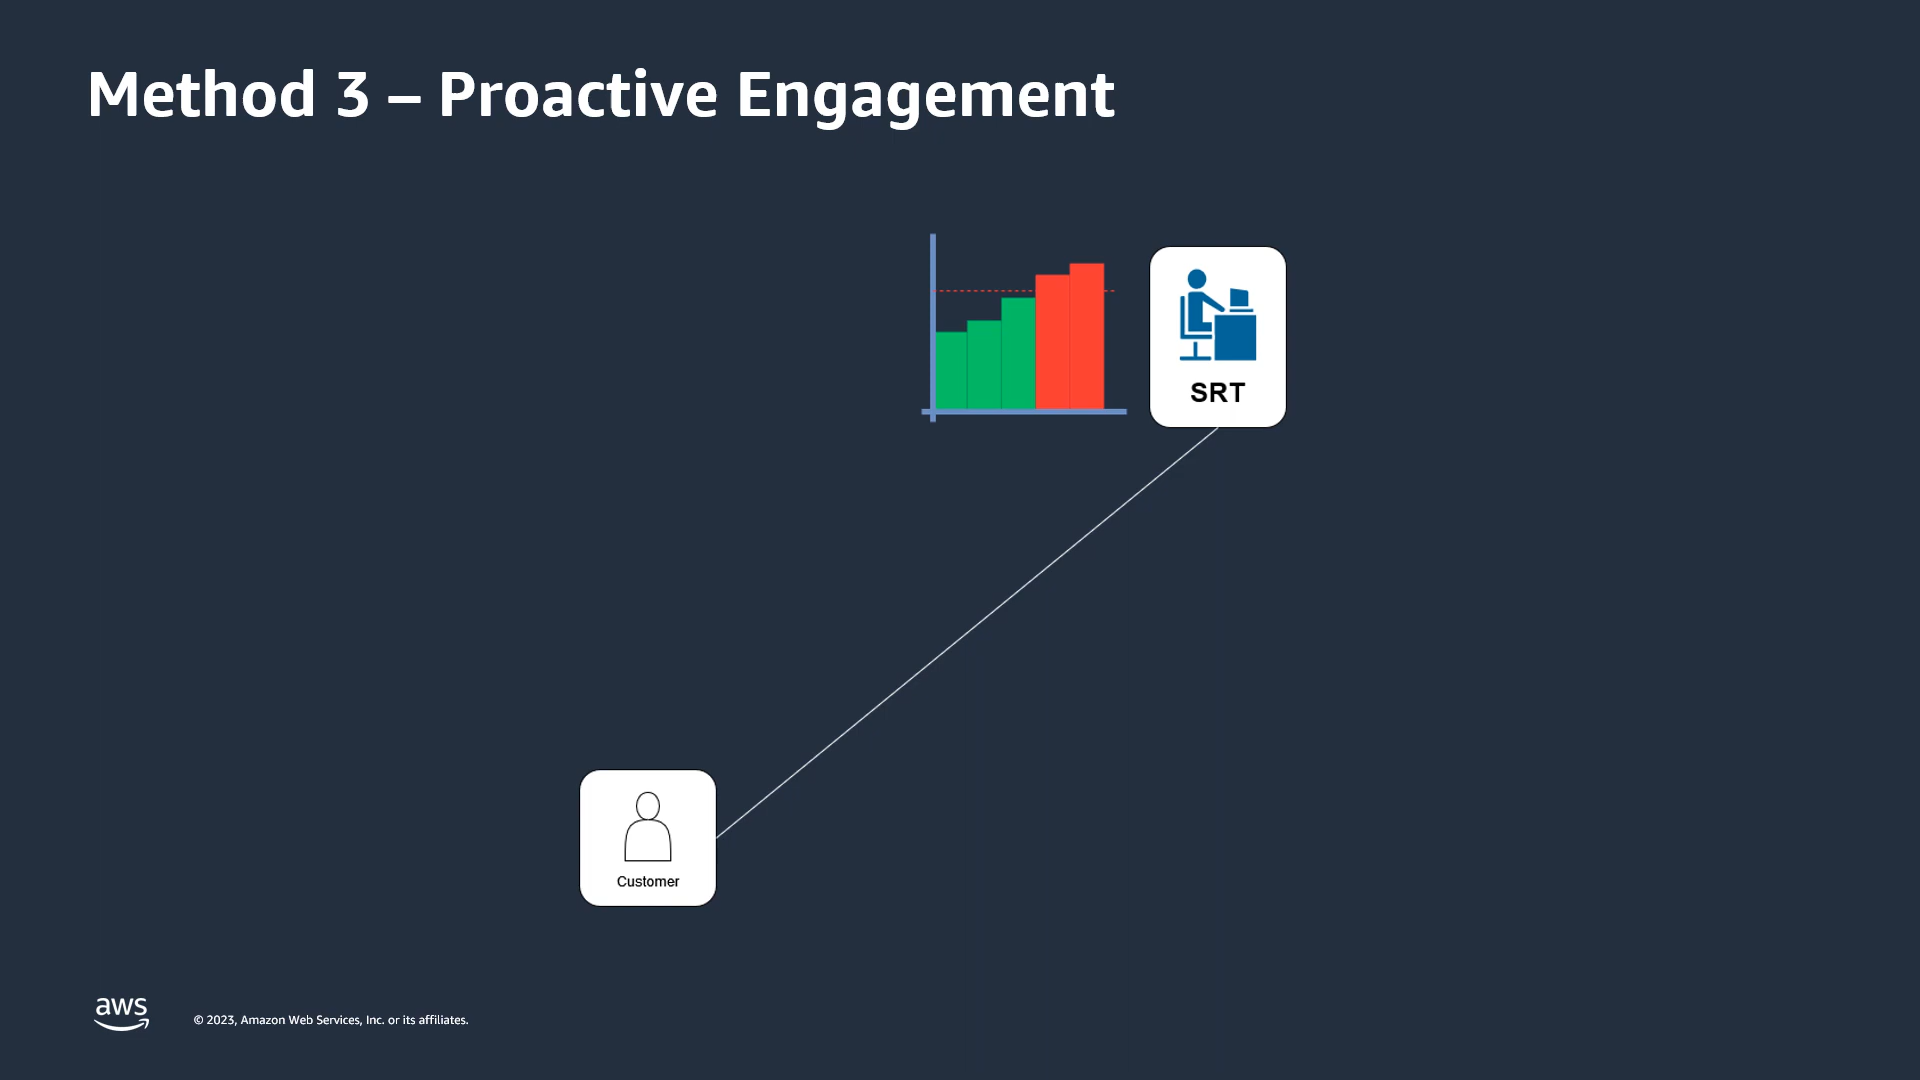 Method 3 – Proactive Engagement
SRT
Customer
aws
© 2023, Amazon Web Services, Inc. or its affiliates.